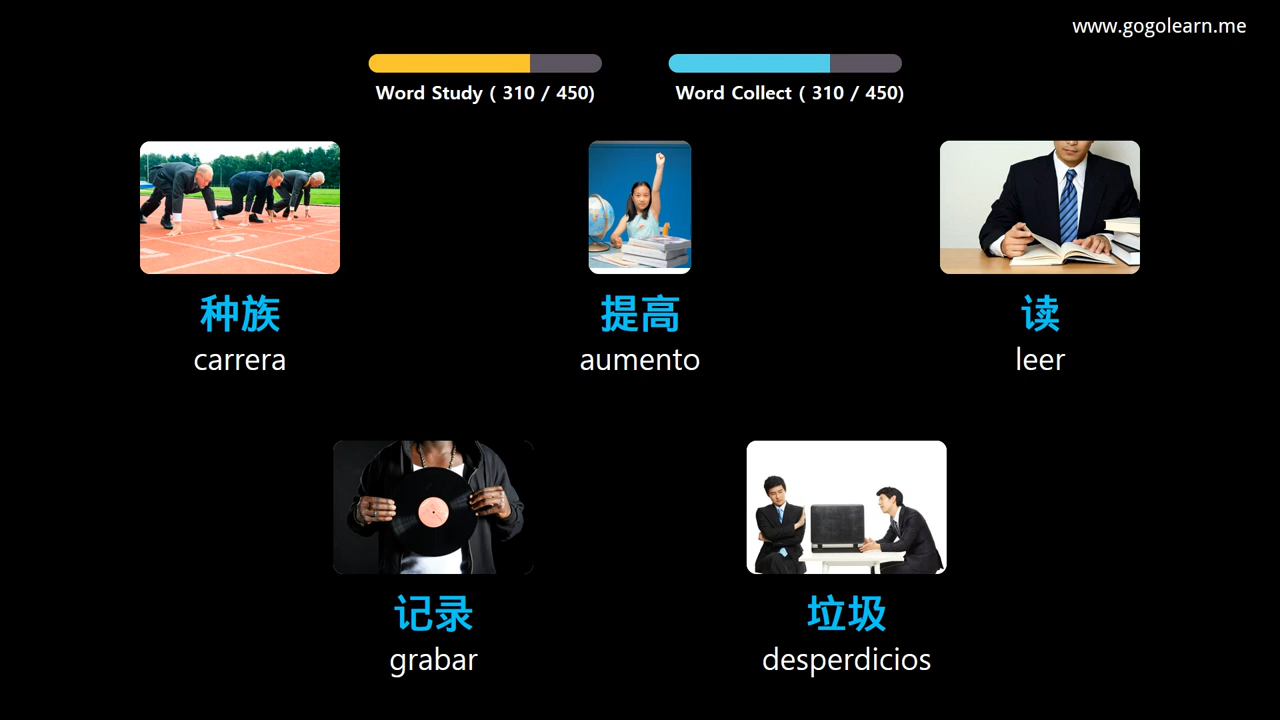 www.gogolearn.me
Word Study ( 310 / 450)
Word Collect ( 310 / 450)
种族
carrera
提高
aumento
读
leer
记录
grabar
垃圾
desperdicios